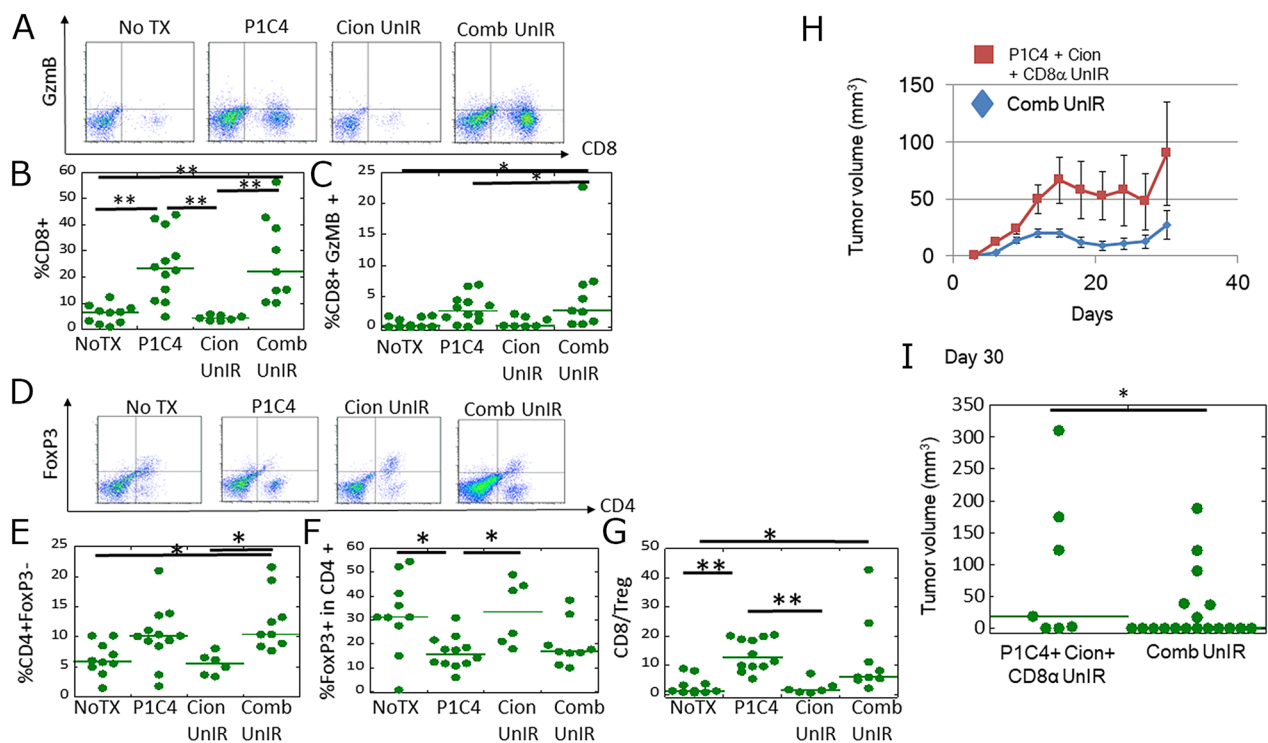 A
No TX
P1C4
Cion UnIR
Comb UnIR
GzmB
CD8
B
%CD8+
60
50
40
30
20
10
0
**
**
**
**
NoTX
P1C4
Cion
UnIR
Comb
UnIR
C
%CD8+ GzMB +
25
20
15
10
5
0
*
*
NoTX
P1C4
Cion
UnIR
Comb
UnIR
D
No TX
P1C4
Cion UnIR
Comb UnIR
FoxP3
CD4
E
%CD4+FoxP3-
25
20
15
10
5
0
*
*
NoTX
P1C4
Cion
UnIR
Comb
UnIR
F
%FoxP3+ in CD4 +
60
50
40
30
20
10
0
*
*
NoTX
P1C4
Cion
UnIR
Comb
UnIR
G
CD8/Treg
50
40
30
20
10
0
*
**
**
NoTX
P1C4
Cion
UnIR
Comb
UnIR
H
P1C4 + Cion
+ CD8α UnIR
Comb UnIR
Tumor volume (mm³)
150
100
50
0
0
20
40
Days
I
Day 30
Tumor volume (mm³)
350
300
250
200
150
100
50
0
*
P1C4+ Cion+
CD8α UnIR
Comb UnIR